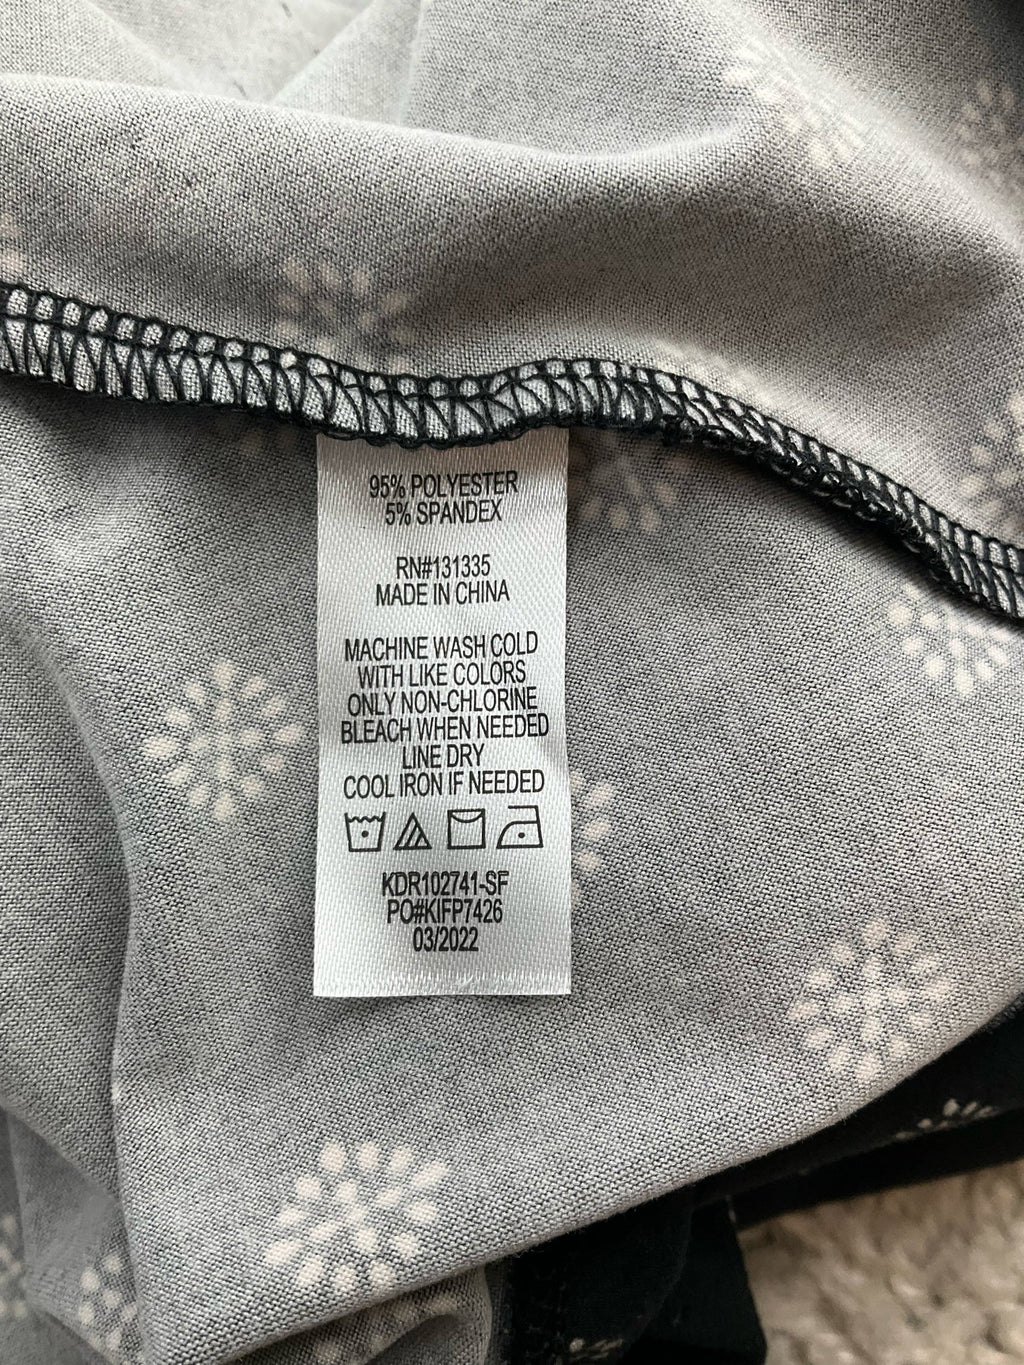 95% POLYESTER
5% SPANDEX
RN#131335
MADE IN CHINA
MACHINE WASH COLD
WITH LIKE COLORS
ONLY NON-CHLORINE
BLEACH WHEN NEEDED
LINE DRY
COOL IRON IF NEEDED
KDR102741-SF
PO#KIFP7426
03/2022